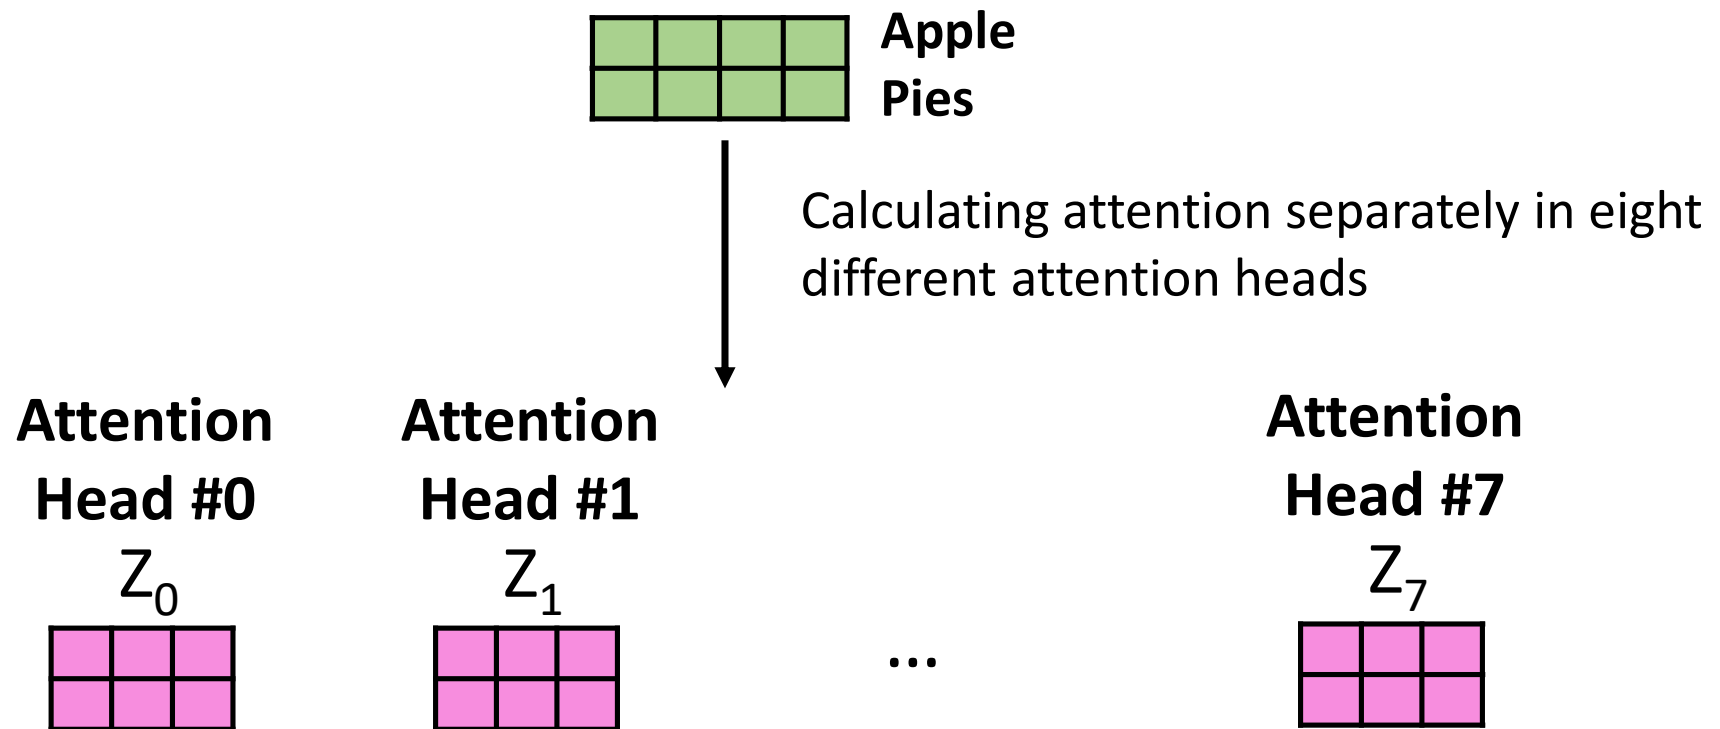 Apple
Pies
Calculating attention separately in eight
different attention heads
Attention
Head #0
Z₀
Attention
Head #1
Z₁
...
Attention
Head #7
Z₇